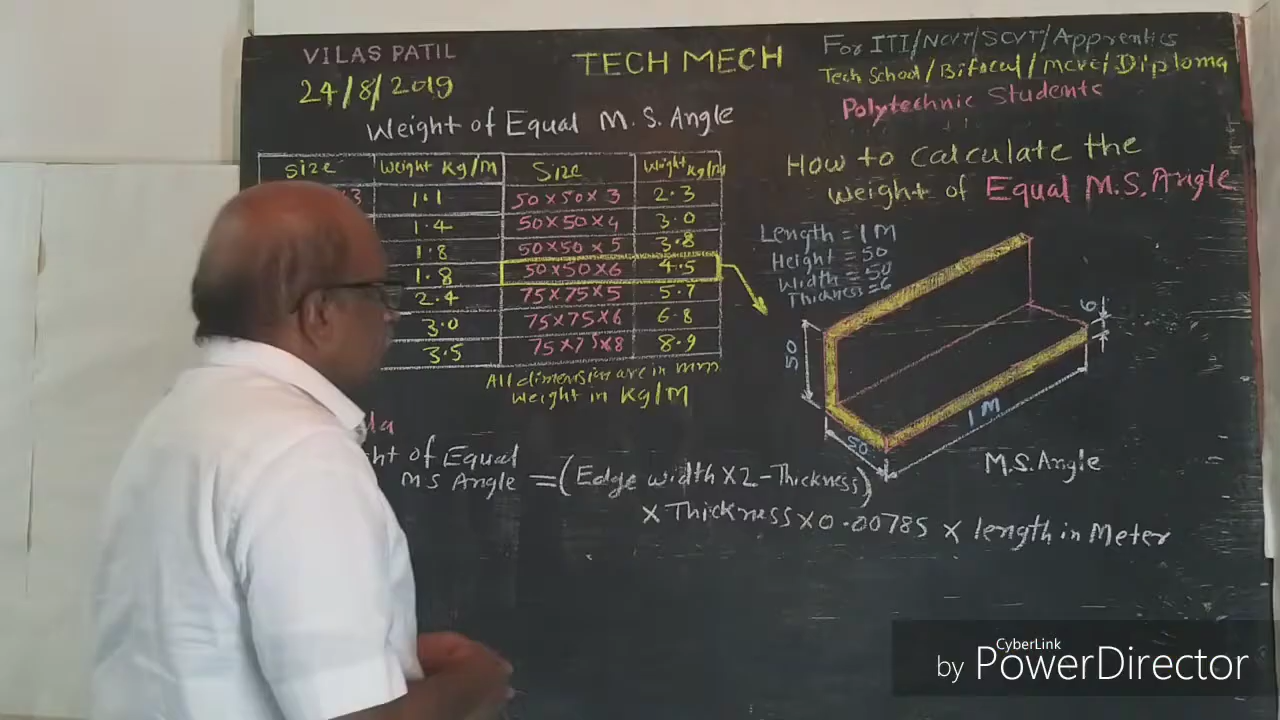 VILAS PATIL
24/8/2019
TECH MECH
For ITI/NCVT/SCVT/Apprentics
Tech School/Bifocal/MCVC/Diploma
Polytechnic Students
Weight of Equal M.S. Angle
Size Weight Kg/M Size Weight Kg/M
3 1.1 50×50×3 2.3
1.4 50×50×4 3.0
1.8 50×50×5 3.8
1.8 50×50×6 4.5
2.4 75×75×5 5.7
3.0 75×75×6 6.8
3.5 75×75×8 8.9
All dimension are in mm
weight in Kg/M
How to Calculate the
weight of Equal M.S. Angle
Length = 1M
Height = 50
Width = 50
Thickness = 6
50
6
50
1 M
M.S. Angle
la
ht of Equal
MS Angle = (Edge width × 2 - Thickness)
× Thickness × 0.00785 × length in Meter
CyberLink
by PowerDirector